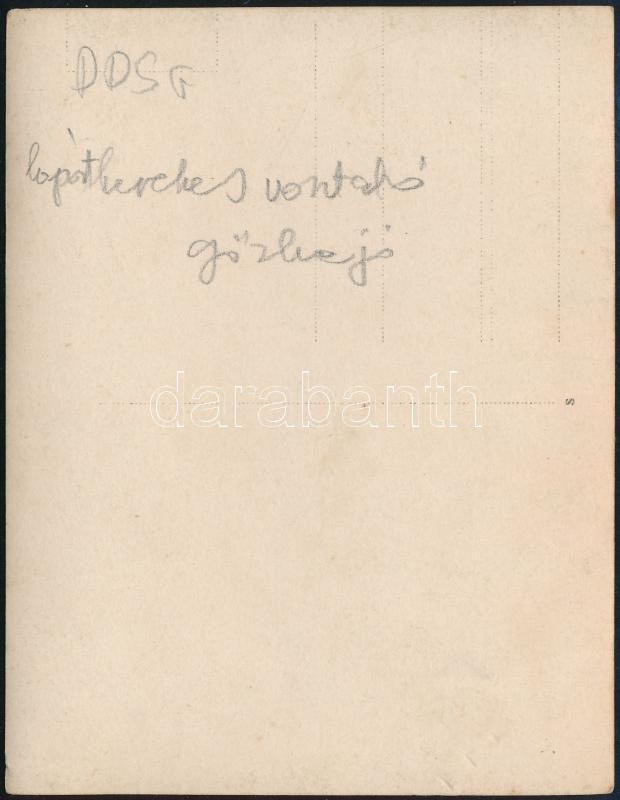 DDSG
lapátkerekes vontató
gőzhajó
darabanth
s